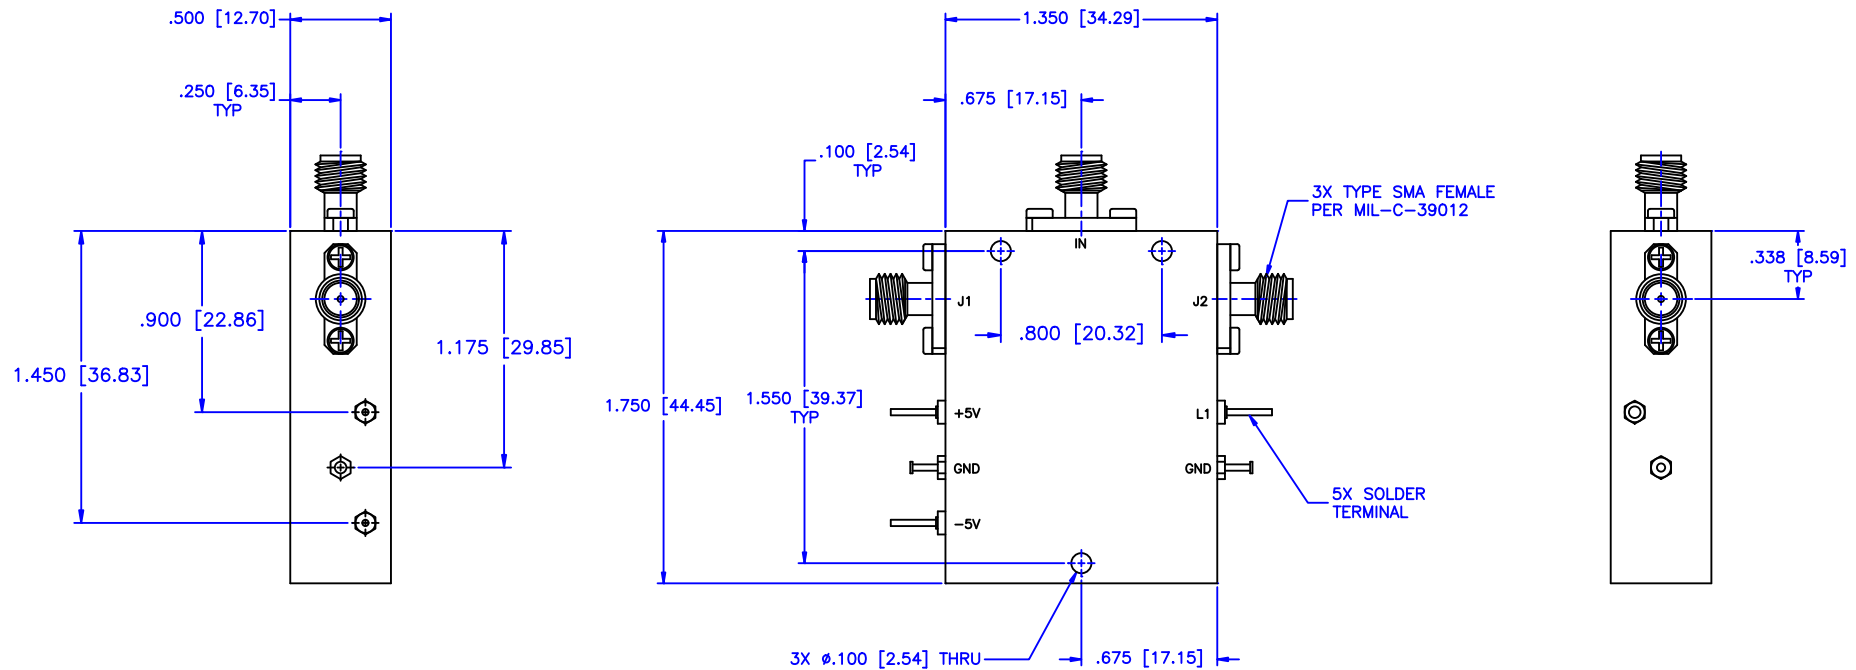 .500 [12.70]
.250 [6.35]
TYP
.900 [22.86]
1.175 [29.85]
1.450 [36.83]
1.350 [34.29]
.675 [17.15]
.100 [2.54]
TYP
3X TYPE SMA FEMALE
PER MIL-C-39012
IN
J1
J2
.800 [20.32]
1.750 [44.45]
1.550 [39.37]
TYP
+5V
L1
GND
GND
-5V
5X SOLDER
TERMINAL
3X ø.100 [2.54] THRU
.675 [17.15]
.338 [8.59]
TYP